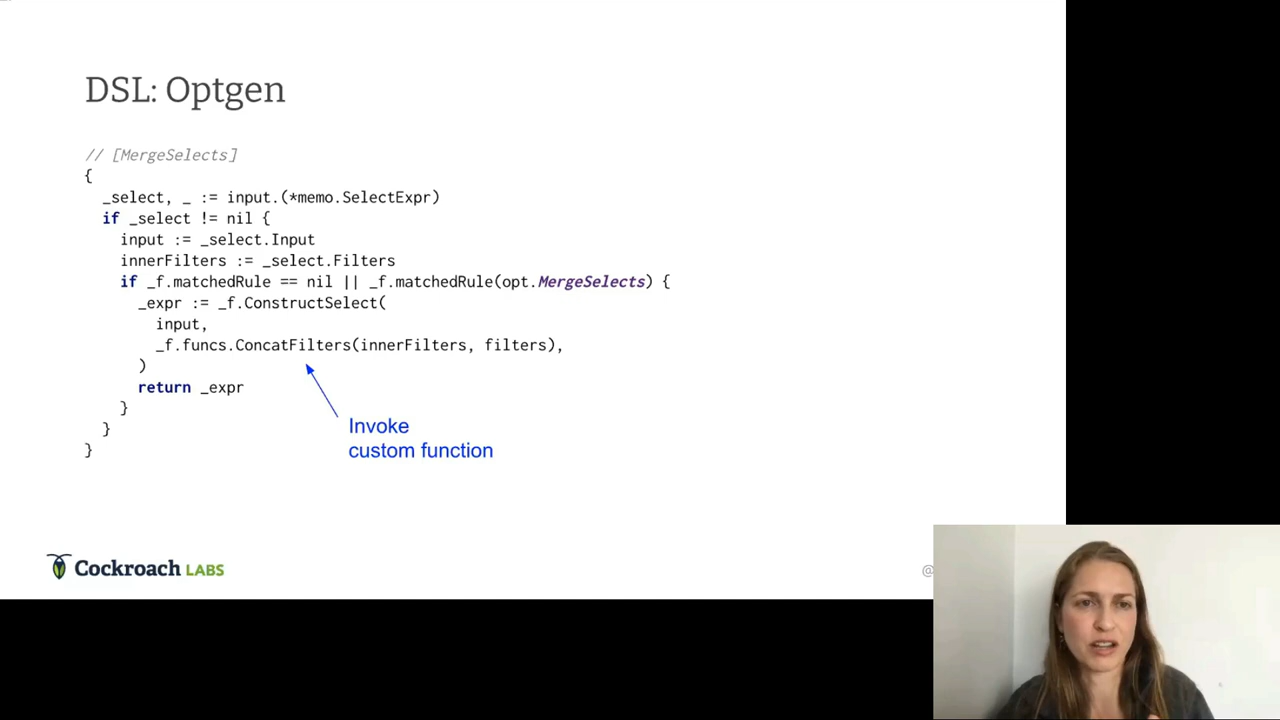 DSL: Optgen
// [MergeSelects]
{
_select, _ := input.(*memo.SelectExpr)
if _select != nil {
input := _select.Input
innerFilters := _select.Filters
if _f.matchedRule == nil || _f.matchedRule(opt.MergeSelects) {
_expr := _f.ConstructSelect(
input,
_f.funcs.ConcatFilters(innerFilters, filters),
)
return _expr
}
}
}
Invoke
custom function
Cockroach LABS
@